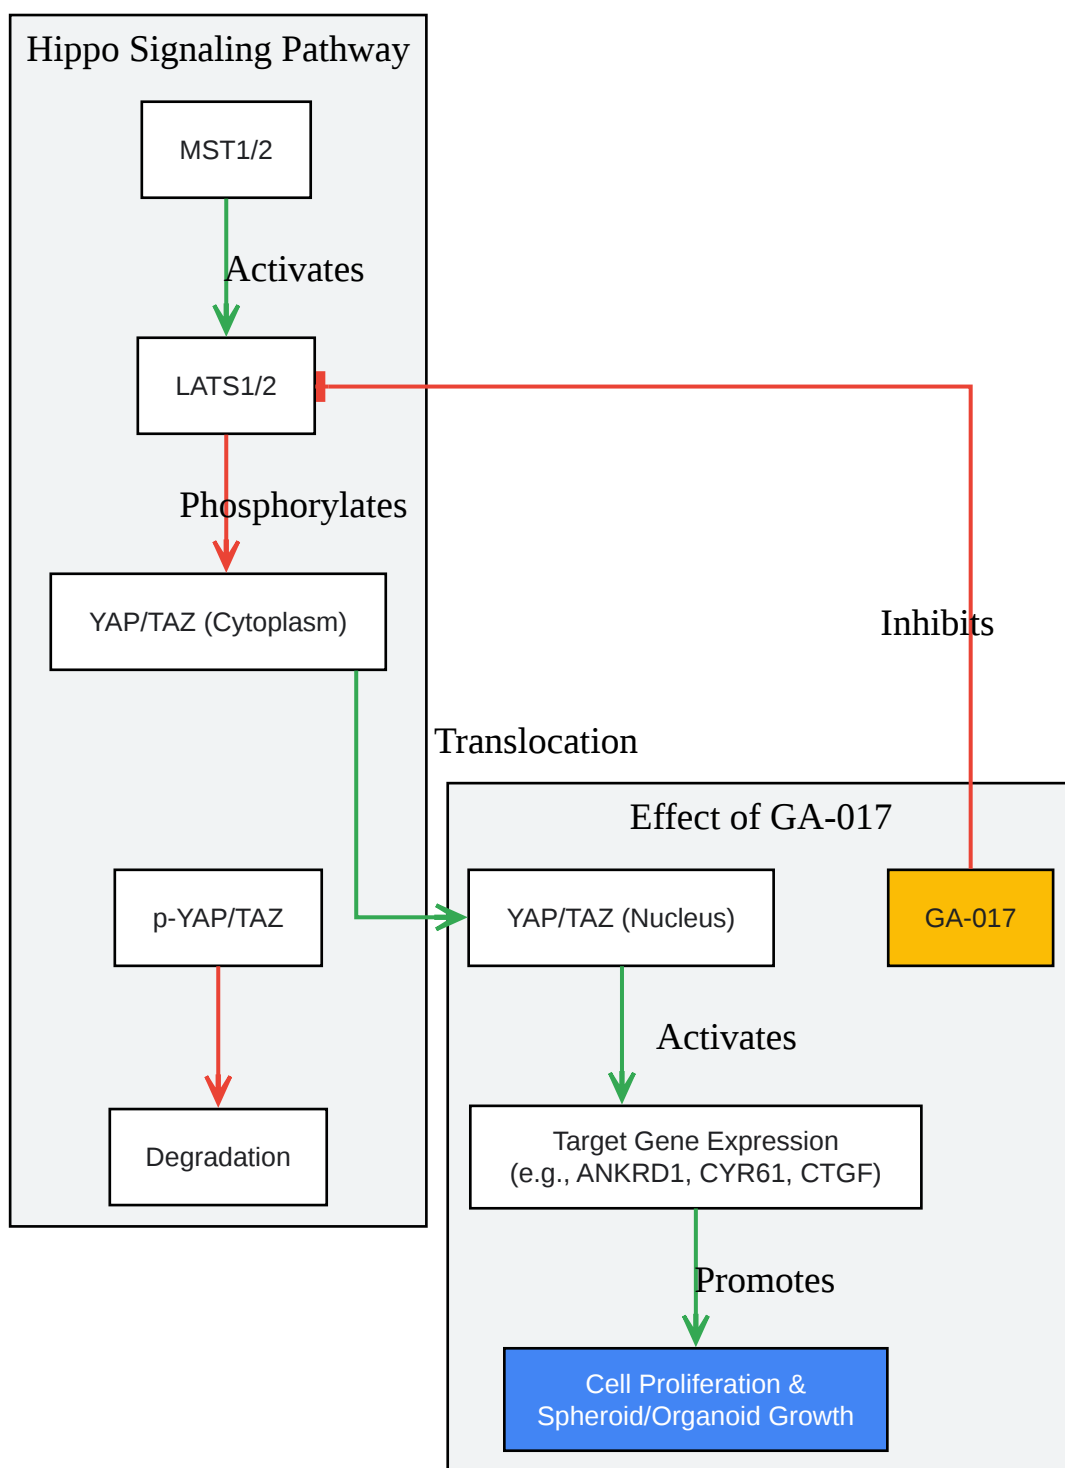 Hippo Signaling Pathway
MST1/2
Activates
LATS1/2
Phosphorylates
YAP/TAZ (Cytoplasm)
Inhibits
Translocation
Effect of GA-017
p-YAP/TAZ
YAP/TAZ (Nucleus)
GA-017
Activates
Degradation
Target Gene Expression
(e.g., ANKRD1, CYR61, CTGF)
Promotes
Cell Proliferation &
Spheroid/Organoid Growth